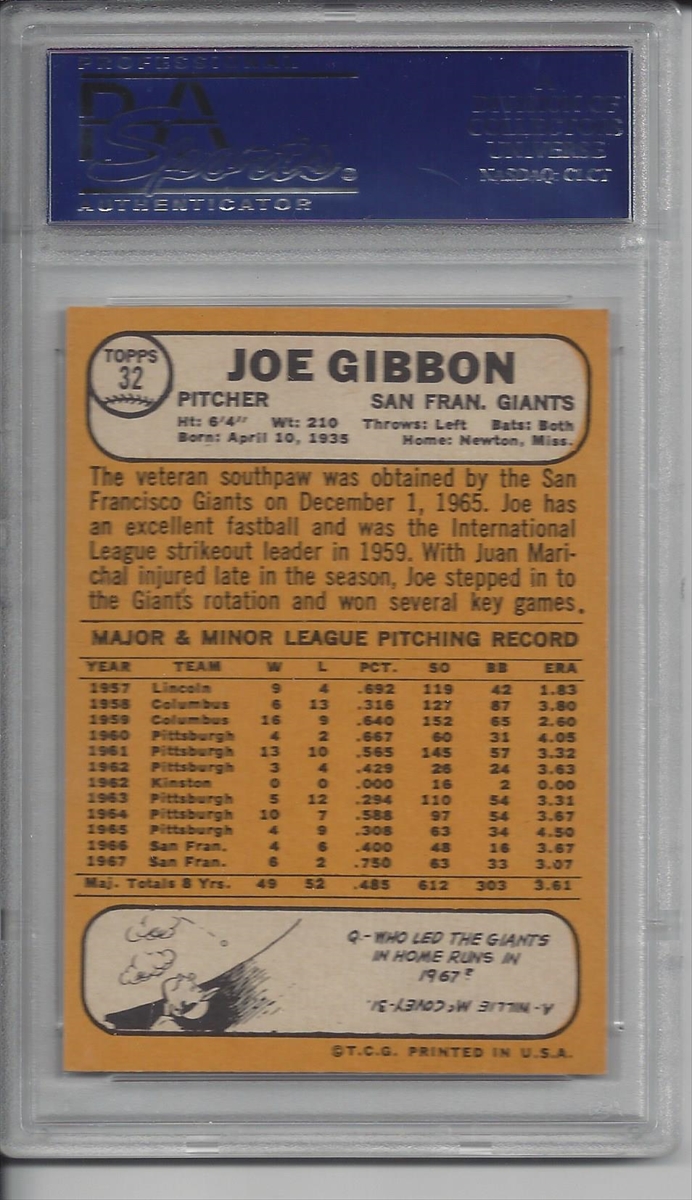 PROFESSIONAL
PSA
Sports®
AUTHENTICATOR
A
DIVISION OF
COLLECTORS
UNIVERSE
NASDAQ: CLCT
TOPPS
32
JOE GIBBON
PITCHER SAN FRAN. GIANTS
Ht: 6'4" Wt: 210 Throws: Left Bats: Both
Born: April 10, 1935 Home: Newton, Miss.
The veteran southpaw was obtained by the San
Francisco Giants on December 1, 1965. Joe has
an excellent fastball and was the International
League strikeout leader in 1959. With Juan Mari-
chal injured late in the season, Joe stepped in to
the Giant's rotation and won several key games.
MAJOR & MINOR LEAGUE PITCHING RECORD
YEAR TEAM W L PCT. SO BB ERA
1957 Lincoln 9 4 .692 119 42 1.83
1958 Columbus 6 13 .316 127 87 3.80
1959 Columbus 16 9 .640 152 65 2.60
1960 Pittsburgh 4 2 .667 60 31 4.05
1961 Pittsburgh 13 10 .565 145 57 3.32
1962 Pittsburgh 3 4 .429 26 24 3.63
1962 Kinston 0 0 .000 16 2 0.00
1963 Pittsburgh 5 12 .294 110 54 3.31
1964 Pittsburgh 10 7 .588 97 54 3.67
1965 Pittsburgh 4 9 .308 63 34 4.50
1966 San Fran. 4 6 .400 48 16 3.67
1967 San Fran. 6 2 .750 63 33 3.07
Maj. Totals 8 Yrs. 49 52 .485 612 303 3.61
Q.-WHO LED THE GIANTS
IN HOME RUNS IN
1967?
A. WILLIE McCOVEY-31.
©T.C.G. PRINTED IN U.S.A.